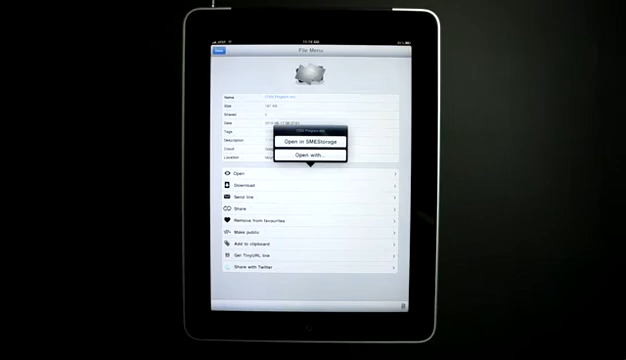 File Menu
Name
Size
Shared
Date
Tags
Description
Cloud
Location
Open in SMEStorage
Open with...
Open
Download
Send link
Share
Remove from favourites
Make public
Add to clipboard
Get TinyURL link
Share with Twitter